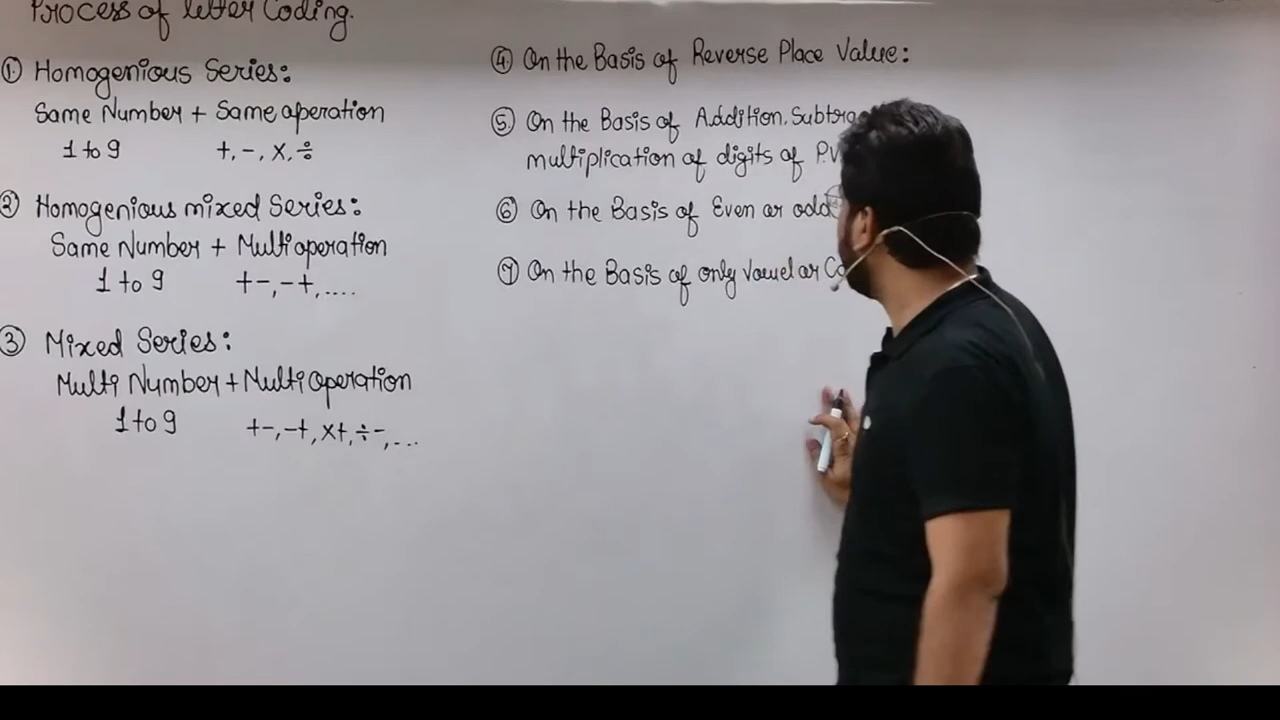 Process of letter Coding.
① Homogenious Series:
Same Number + Same operation
1 to 9 +, -, x, ÷
② Homogenious mixed Series:
Same Number + Multi operation
1 to 9 +-, -+, ....
③ Mixed Series:
Multi Number + Multi Operation
1 to 9 +-, -+, x+, ÷-, ...
④ On the Basis of Reverse Place Value:
⑤ On the Basis of Addition, Subtrac
multiplication of digits of P.V
⑥ On the Basis of Even or odd
⑦ On the Basis of only vowel or Co